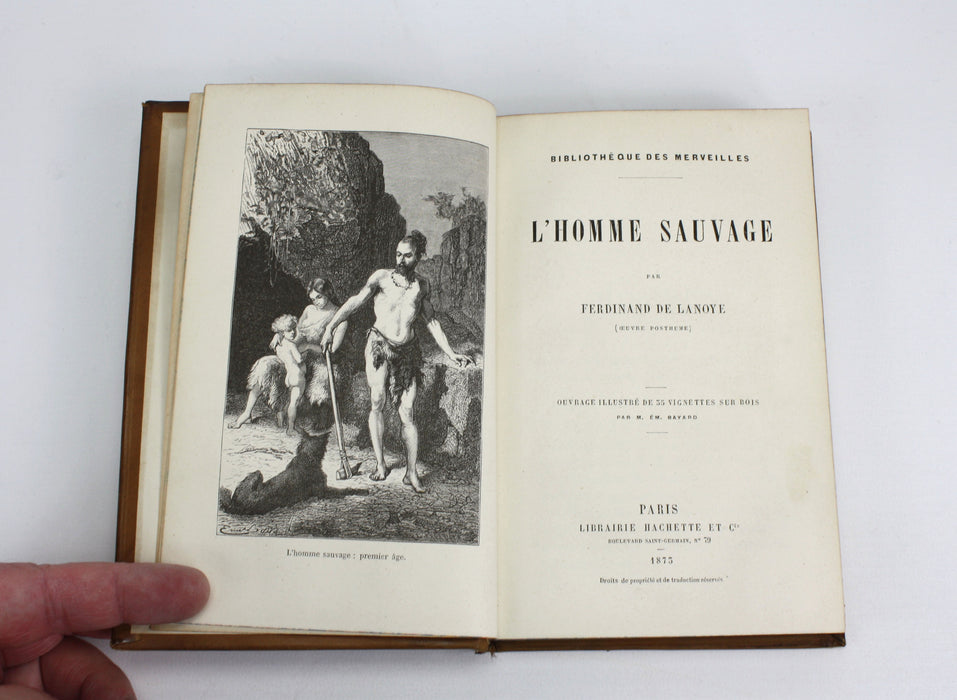 L'homme sauvage ; premier âge.
BIBLIOTHÈQUE DES MERVEILLES
L'HOMME SAUVAGE
PAR
FERDINAND DE LANOYE
(ŒUVRE POSTHUME)
OUVRAGE ILLUSTRÉ DE 35 VIGNETTES SUR BOIS
PAR M. ÉM. BAYARD
PARIS
LIBRAIRIE HACHETTE ET Cie
BOULEVARD SAINT-GERMAIN, N° 79
1873
Droits de propriété et de traduction réservés.